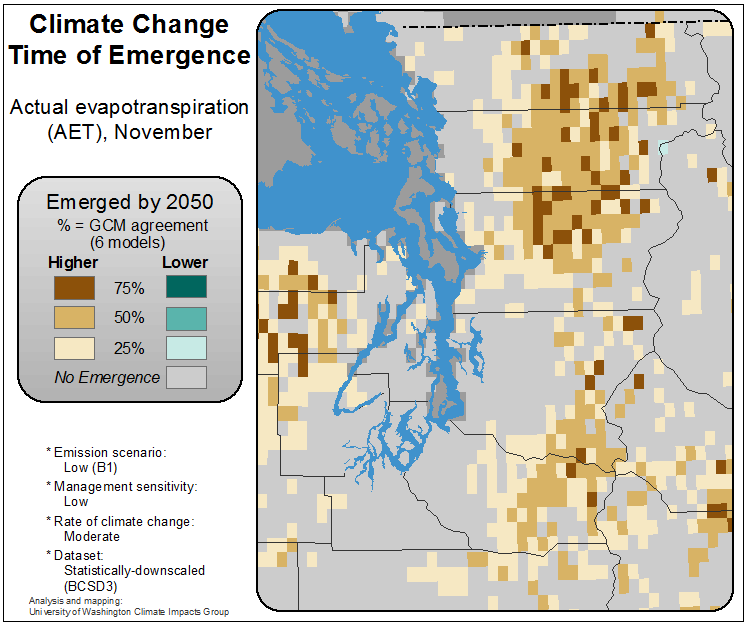 Climate Change
Time of Emergence
Actual evapotranspiration
(AET), November
Emerged by 2050
% = GCM agreement
(6 models)
Higher Lower
75%
50%
25%
No Emergence
* Emission scenario:
Low (B1)
* Management sensitivity:
Low
* Rate of climate change:
Moderate
* Dataset:
Statistically-downscaled
(BCSD3)
Analysis and mapping:
University of Washington Climate Impacts Group